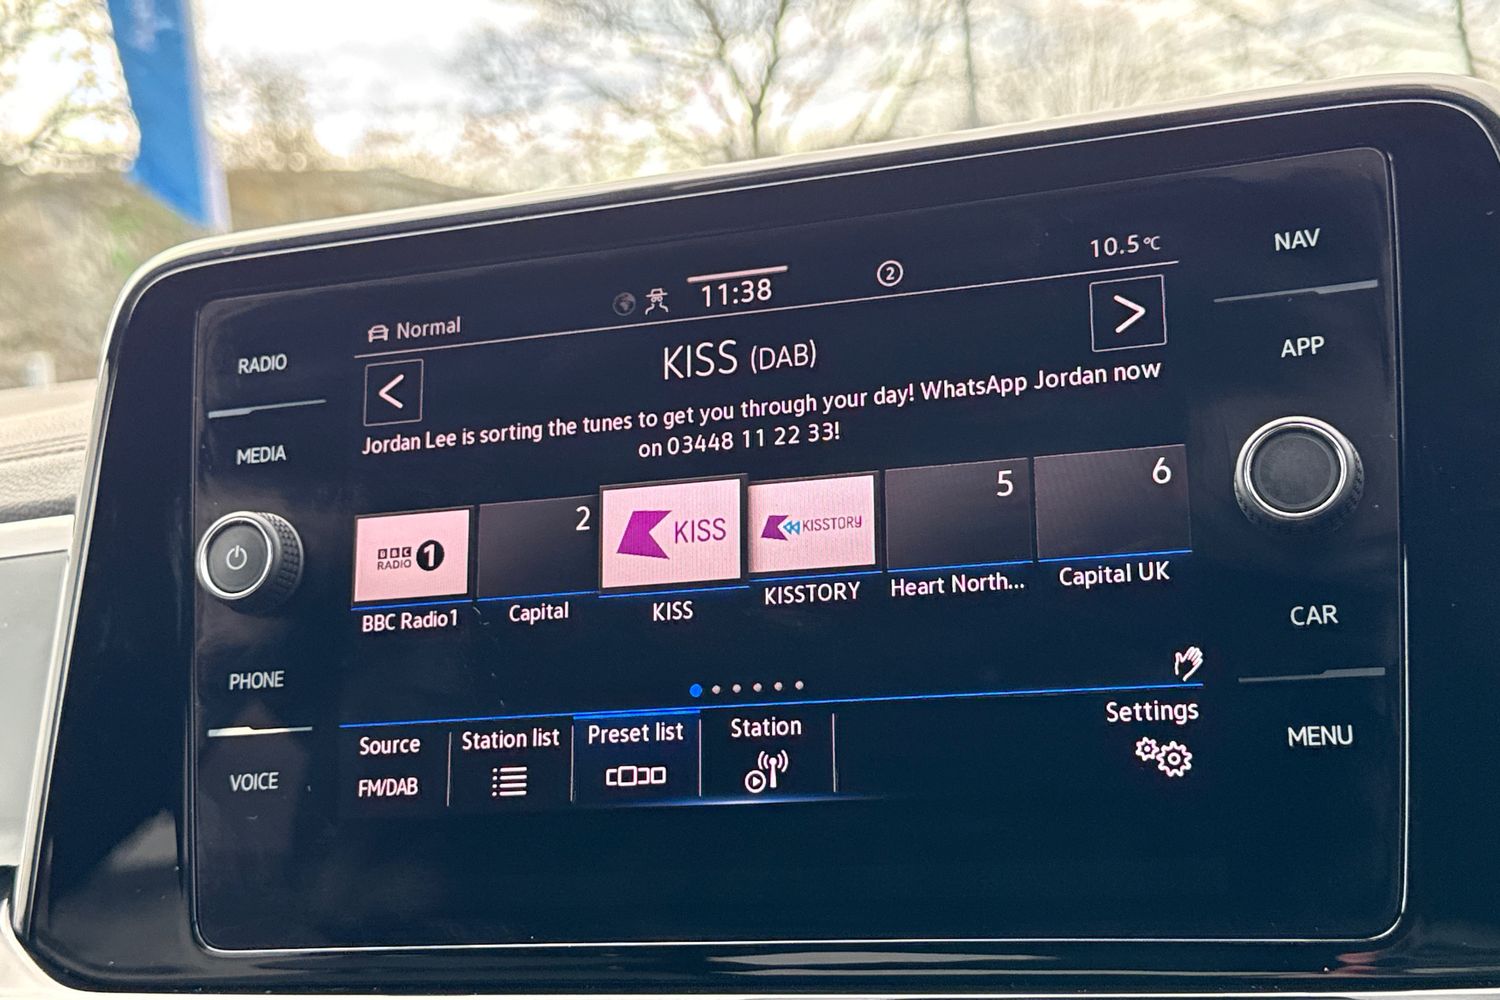 NAV
10.5°C
2
11:38
Normal
RADIO
KISS (DAB)
APP
Jordan Lee is sorting the tunes to get you through your day! WhatsApp Jordan now
on 03448 11 22 33!
MEDIA
BBC RADIO 1
2
KISS
KISSTORY
5
6
BBC Radio1
Capital
KISS
KISSTORY
Heart North...
Capital UK
CAR
PHONE
Source
FM/DAB
Station list
Preset list
Station
Settings
MENU
VOICE